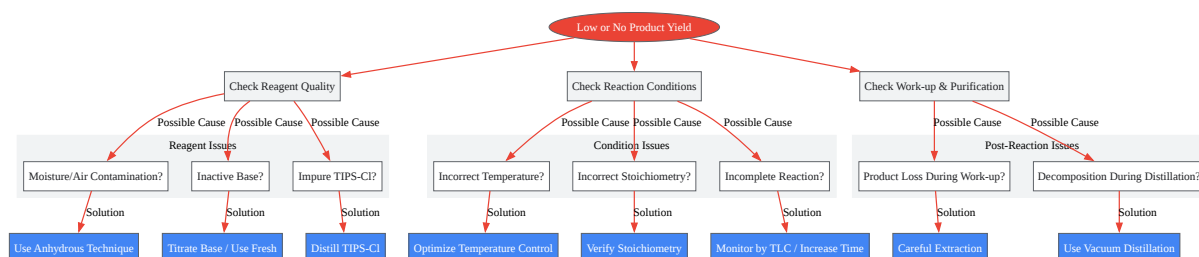 Low or No Product Yield
Check Reagent Quality
Check Reaction Conditions
Check Work-up & Purification
Possible Cause
Possible Cause
Possible Cause
Possible Cause
Possible Cause
Possible Cause
Possible Cause
Possible Cause
Reagent Issues
Condition Issues
Post-Reaction Issues
Moisture/Air Contamination?
Inactive Base?
Impure TIPS-Cl?
Incorrect Temperature?
Incorrect Stoichiometry?
Incomplete Reaction?
Product Loss During Work-up?
Decomposition During Distillation?
Solution
Solution
Solution
Solution
Solution
Solution
Solution
Solution
Use Anhydrous Technique
Titrate Base / Use Fresh
Distill TIPS-Cl
Optimize Temperature Control
Verify Stoichiometry
Monitor by TLC / Increase Time
Careful Extraction
Use Vacuum Distillation